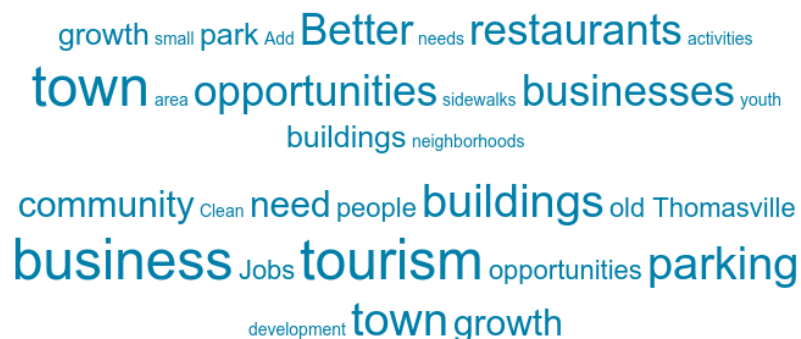 growth small park Add Better needs restaurants activities
town area opportunities sidewalks businesses youth
buildings neighborhoods
community Clean need people buildings old Thomasville
business Jobs tourism opportunities parking
development town growth